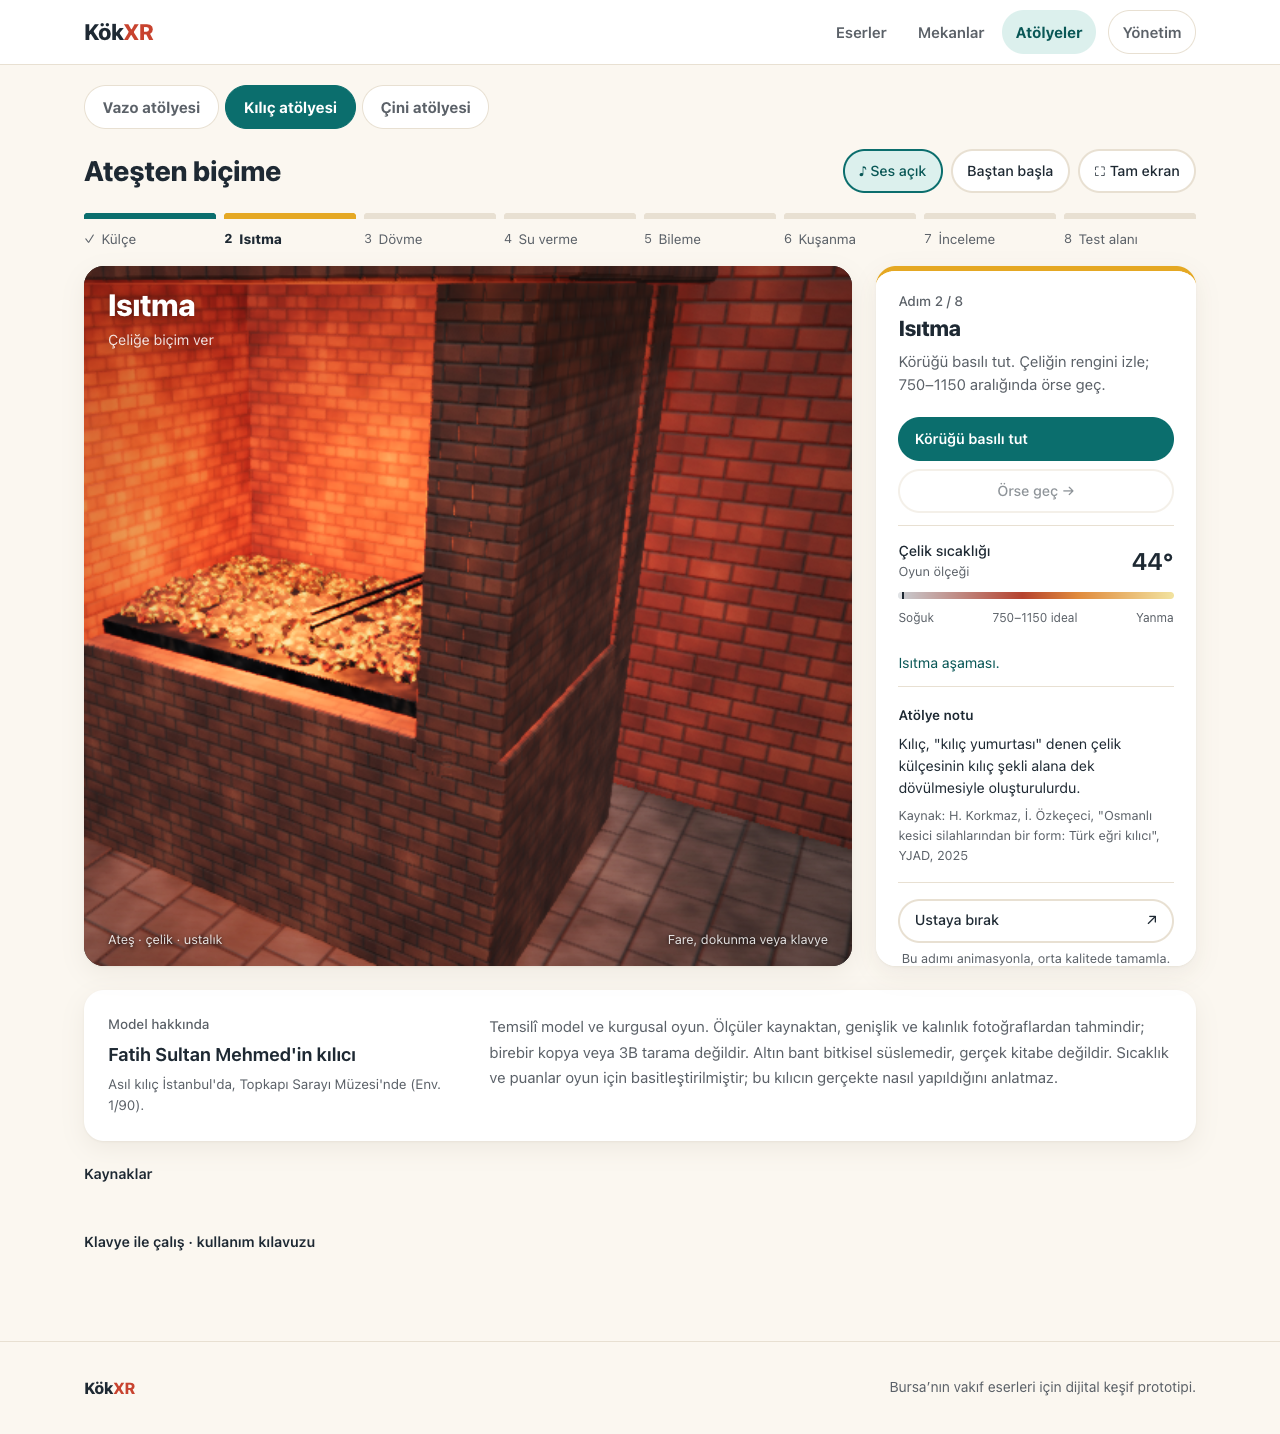 KökXR
Eserler
Mekanlar
Atölyeler
Yönetim
Vazo atölyesi
Kılıç atölyesi
Çini atölyesi
Ateşten biçime
♪ Ses açık
Baştan başla
⛶ Tam ekran
✓ Külçe
2 Isıtma
3 Dövme
4 Su verme
5 Bileme
6 Kuşanma
7 İnceleme
8 Test alanı
Isıtma
Çeliğe biçim ver
Ateş · çelik · ustalık
Fare, dokunma veya klavye
Adım 2 / 8
Isıtma
Körüğü basılı tut. Çeliğin rengini izle;
750–1150 aralığında örse geç.
Körüğü basılı tut
Örse geç →
Çelik sıcaklığı
Oyun ölçeği
44°
Soğuk
750–1150 ideal
Yanma
Isıtma aşaması.
Atölye notu
Kılıç, "kılıç yumurtası" denen çelik
külçesinin kılıç şekli alana dek
dövülmesiyle oluşturulurdu.
Kaynak: H. Korkmaz, İ. Özkeçeci, "Osmanlı
kesici silahlarından bir form: Türk eğri kılıcı",
YJAD, 2025
Ustaya bırak ↗
Bu adımı animasyonla, orta kalitede tamamla.
Model hakkında
Fatih Sultan Mehmed'in kılıcı
Asıl kılıç İstanbul'da, Topkapı Sarayı Müzesi'nde (Env.
1/90).
Temsilî model ve kurgusal oyun. Ölçüler kaynaktan, genişlik ve kalınlık fotoğraflardan tahmindir;
birebir kopya veya 3B tarama değildir. Altın bant bitkisel süslemedir, gerçek kitabe değildir. Sıcaklık
ve puanlar oyun için basitleştirilmiştir; bu kılıcın gerçekte nasıl yapıldığını anlatmaz.
Kaynaklar
Klavye ile çalış · kullanım kılavuzu
KökXR
Bursa’nın vakıf eserleri için dijital keşif prototipi.